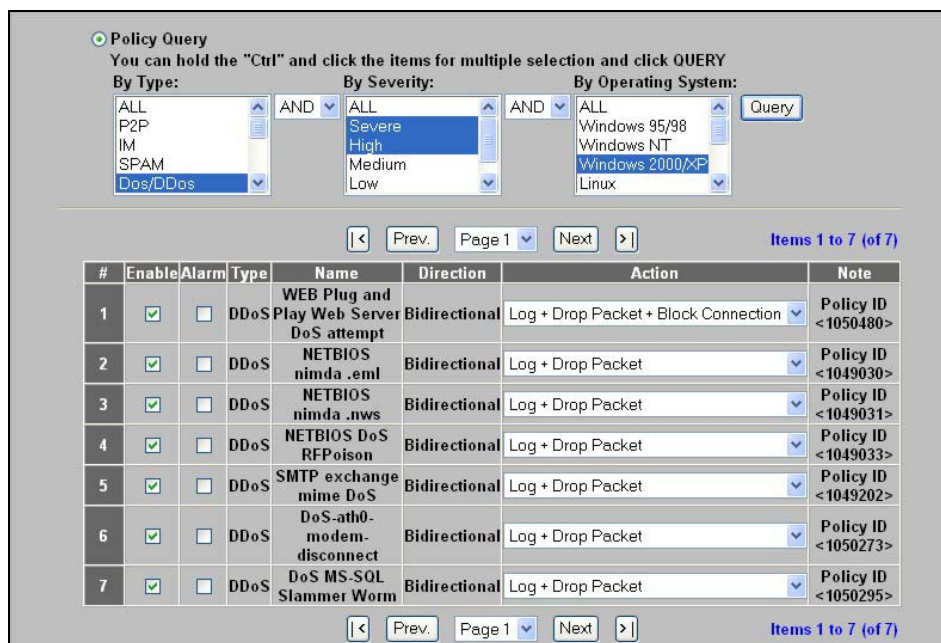 Policy Query
You can hold the "Ctrl" and click the items for multiple selection and click QUERY
By Type: By Severity: By Operating System:
ALL AND ALL AND ALL Query
P2P Severe Windows 95/98
IM High Windows NT
SPAM Medium Windows 2000/XP
Dos/DDos Low Linux
|< Prev. Page 1 Next >| Items 1 to 7 (of 7)
# Enable Alarm Type Name Direction Action Note
1 DDoS WEB Plug and Play Web Server DoS attempt Bidirectional Log + Drop Packet + Block Connection Policy ID <1050480>
2 DDoS NETBIOS nimda .eml Bidirectional Log + Drop Packet Policy ID <1049030>
3 DDoS NETBIOS nimda .nws Bidirectional Log + Drop Packet Policy ID <1049031>
4 DDoS NETBIOS DoS RFPoison Bidirectional Log + Drop Packet Policy ID <1049033>
5 DDoS SMTP exchange mime DoS Bidirectional Log + Drop Packet Policy ID <1049202>
6 DDoS DoS-ath0-modem-disconnect Bidirectional Log + Drop Packet Policy ID <1050273>
7 DDoS DoS MS-SQL Slammer Worm Bidirectional Log + Drop Packet Policy ID <1050295>
|< Prev. Page 1 Next >| Items 1 to 7 (of 7)